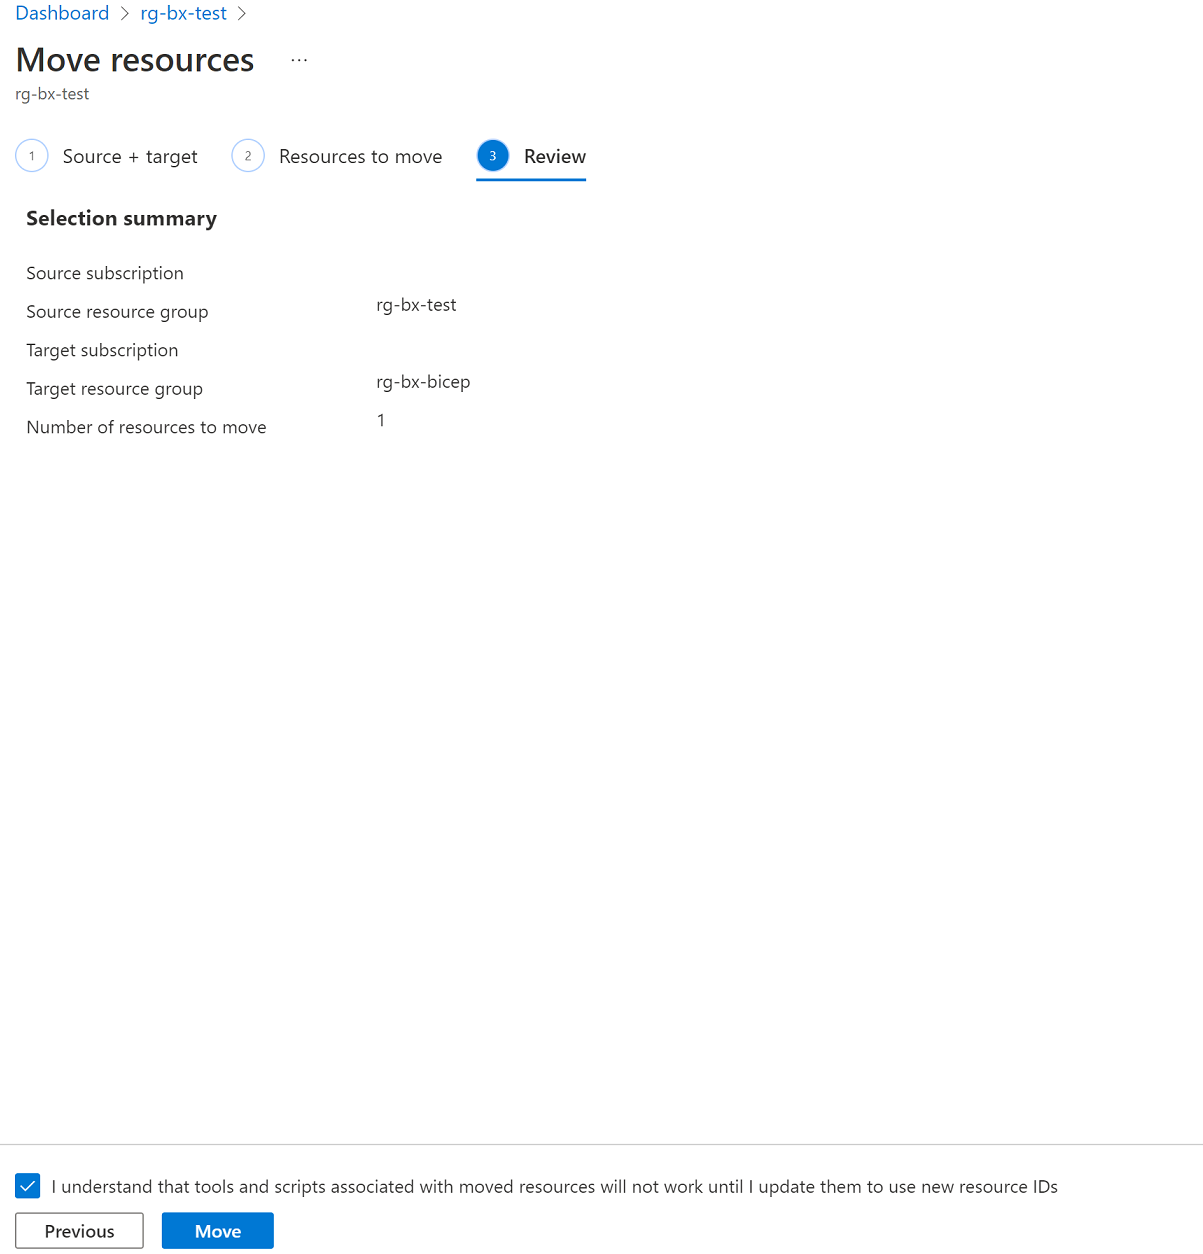 Dashboard > rg-bx-test >
Move resources ...
rg-bx-test
1 Source + target 2 Resources to move 3 Review
Selection summary
Source subscription
Source resource group rg-bx-test
Target subscription
Target resource group rg-bx-bicep
Number of resources to move 1
I understand that tools and scripts associated with moved resources will not work until I update them to use new resource IDs
Previous Move